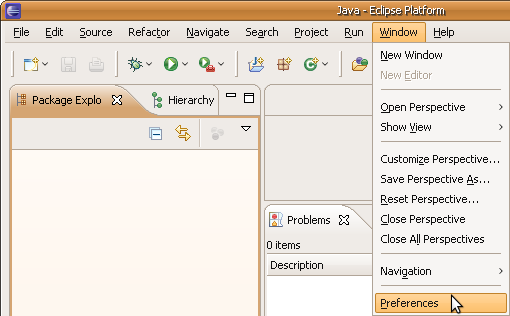 Java - Eclipse Platform
File Edit Source Refactor Navigate Search Project Run Window Help
New Window
New Editor
Open Perspective
Show View
Customize Perspective...
Save Perspective As...
Reset Perspective...
Close Perspective
Close All Perspectives
Navigation
Preferences
Package Explo
Hierarchy
Problems
0 items
Description